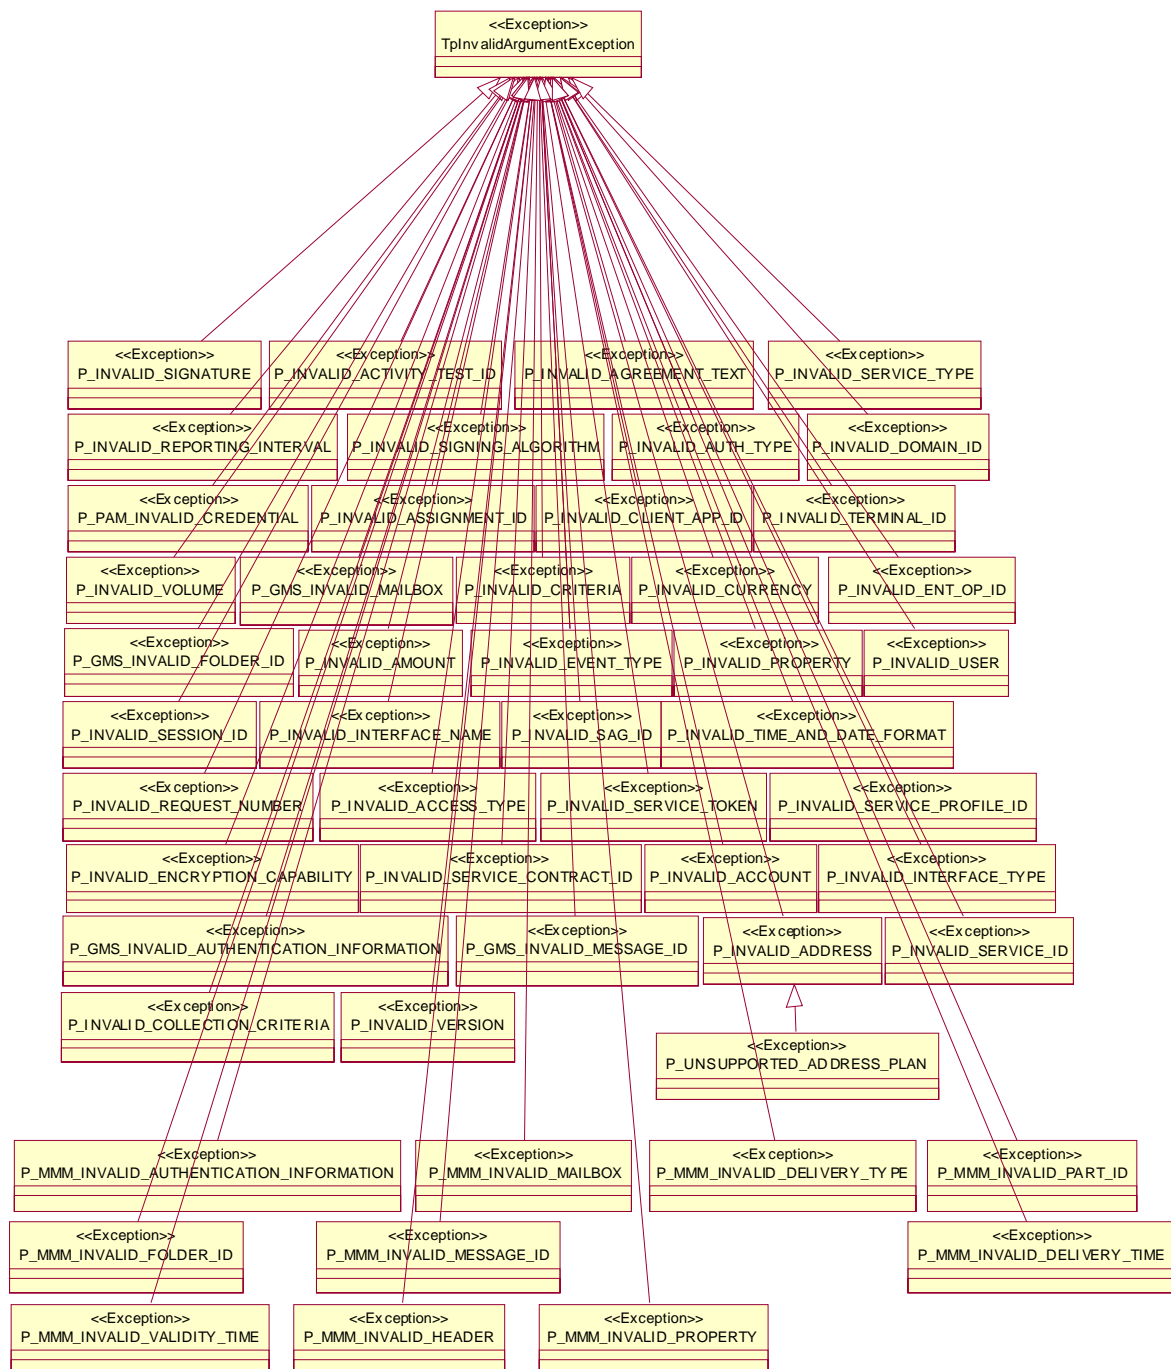 <<Exception>>
TpInvalidArgumentException
<<Exception>>
P_INVALID_SIGNATURE
<<Exception>>
P_INVALID_ACTIVITY_TEST_ID
<<Exception>>
P_INVALID_AGREEMENT_TEXT
<<Exception>>
P_INVALID_SERVICE_TYPE
<<Exception>>
P_INVALID_REPORTING_INTERVAL
<<Exception>>
P_INVALID_SIGNING_ALGORITHM
<<Exception>>
P_INVALID_AUTH_TYPE
<<Exception>>
P_INVALID_DOMAIN_ID
<<Exception>>
P_PAM_INVALID_CREDENTIAL
<<Exception>>
P_INVALID_ASSIGNMENT_ID
<<Exception>>
P_INVALID_CLIENT_APP_ID
<<Exception>>
P_INVALID_TERMINAL_ID
<<Exception>>
P_INVALID_VOLUME
<<Exception>>
P_GMS_INVALID_MAILBOX
<<Exception>>
P_INVALID_CRITERIA
<<Exception>>
P_INVALID_CURRENCY
<<Exception>>
P_INVALID_ENT_OP_ID
<<Exception>>
P_GMS_INVALID_FOLDER_ID
<<Exception>>
P_INVALID_AMOUNT
<<Exception>>
P_INVALID_EVENT_TYPE
<<Exception>>
P_INVALID_PROPERTY
<<Exception>>
P_INVALID_USER
<<Exception>>
P_INVALID_SESSION_ID
<<Exception>>
P_INVALID_INTERFACE_NAME
<<Exception>>
P_INVALID_SAG_ID
<<Exception>>
P_INVALID_TIME_AND_DATE_FORMAT
<<Exception>>
P_INVALID_REQUEST_NUMBER
<<Exception>>
P_INVALID_ACCESS_TYPE
<<Exception>>
P_INVALID_SERVICE_TOKEN
<<Exception>>
P_INVALID_SERVICE_PROFILE_ID
<<Exception>>
P_INVALID_ENCRYPTION_CAPABILITY
<<Exception>>
P_INVALID_SERVICE_CONTRACT_ID
<<Exception>>
P_INVALID_ACCOUNT
<<Exception>>
P_INVALID_INTERFACE_TYPE
<<Exception>>
P_GMS_INVALID_AUTHENTICATION_INFORMATION
<<Exception>>
P_GMS_INVALID_MESSAGE_ID
<<Exception>>
P_INVALID_ADDRESS
<<Exception>>
P_INVALID_SERVICE_ID
<<Exception>>
P_INVALID_COLLECTION_CRITERIA
<<Exception>>
P_INVALID_VERSION
<<Exception>>
P_UNSUPPORTED_ADDRESS_PLAN
<<Exception>>
P_MMM_INVALID_AUTHENTICATION_INFORMATION
<<Exception>>
P_MMM_INVALID_MAILBOX
<<Exception>>
P_MMM_INVALID_DELIVERY_TYPE
<<Exception>>
P_MMM_INVALID_PART_ID
<<Exception>>
P_MMM_INVALID_FOLDER_ID
<<Exception>>
P_MMM_INVALID_MESSAGE_ID
<<Exception>>
P_MMM_INVALID_DELIVERY_TIME
<<Exception>>
P_MMM_INVALID_VALIDITY_TIME
<<Exception>>
P_MMM_INVALID_HEADER
<<Exception>>
P_MMM_INVALID_PROPERTY